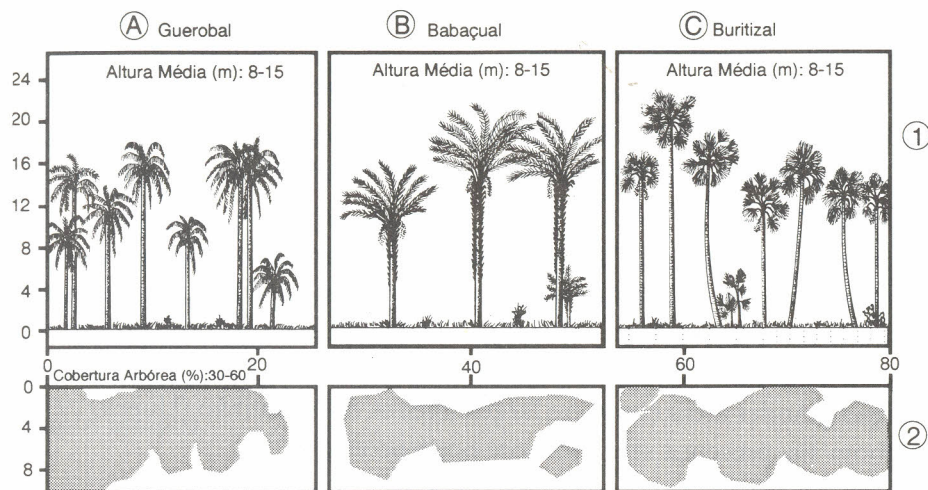 A Guerobal
B Babaçual
C Buritizal
Altura Média (m): 8-15
Altura Média (m): 8-15
Altura Média (m): 8-15
1
24
20
16
12
8
4
0
0
20
40
60
80
Cobertura Arbórea (%):30-60
0
4
8
2